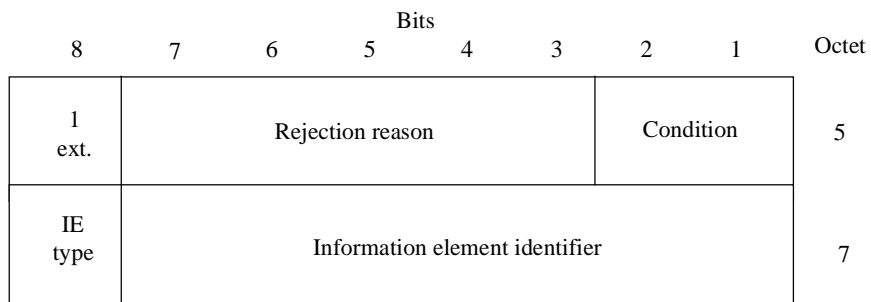 Bits
8 7 6 5 4 3 2 1 Octet
1
ext.
Rejection reason
Condition
5
IE
type
Information element identifier
7